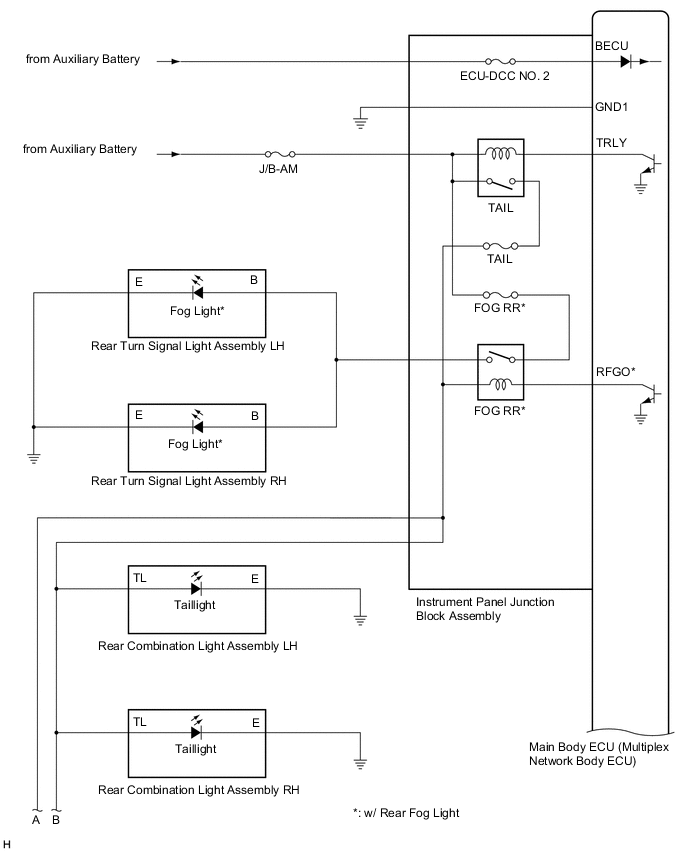 BECU
from Auxiliary Battery
ECU-DCC NO. 2
GND1
TRLY
from Auxiliary Battery
J/B-AM
TAIL
TAIL
E
B
Fog Light*
FOG RR*
Rear Turn Signal Light Assembly LH
RFGO*
E
B
FOG RR*
Fog Light*
Rear Turn Signal Light Assembly RH
TL
E
Taillight
Instrument Panel Junction
Block Assembly
Rear Combination Light Assembly LH
TL
E
Taillight
Main Body ECU (Multiplex
Network Body ECU)
Rear Combination Light Assembly RH
*: w/ Rear Fog Light
A
B
H